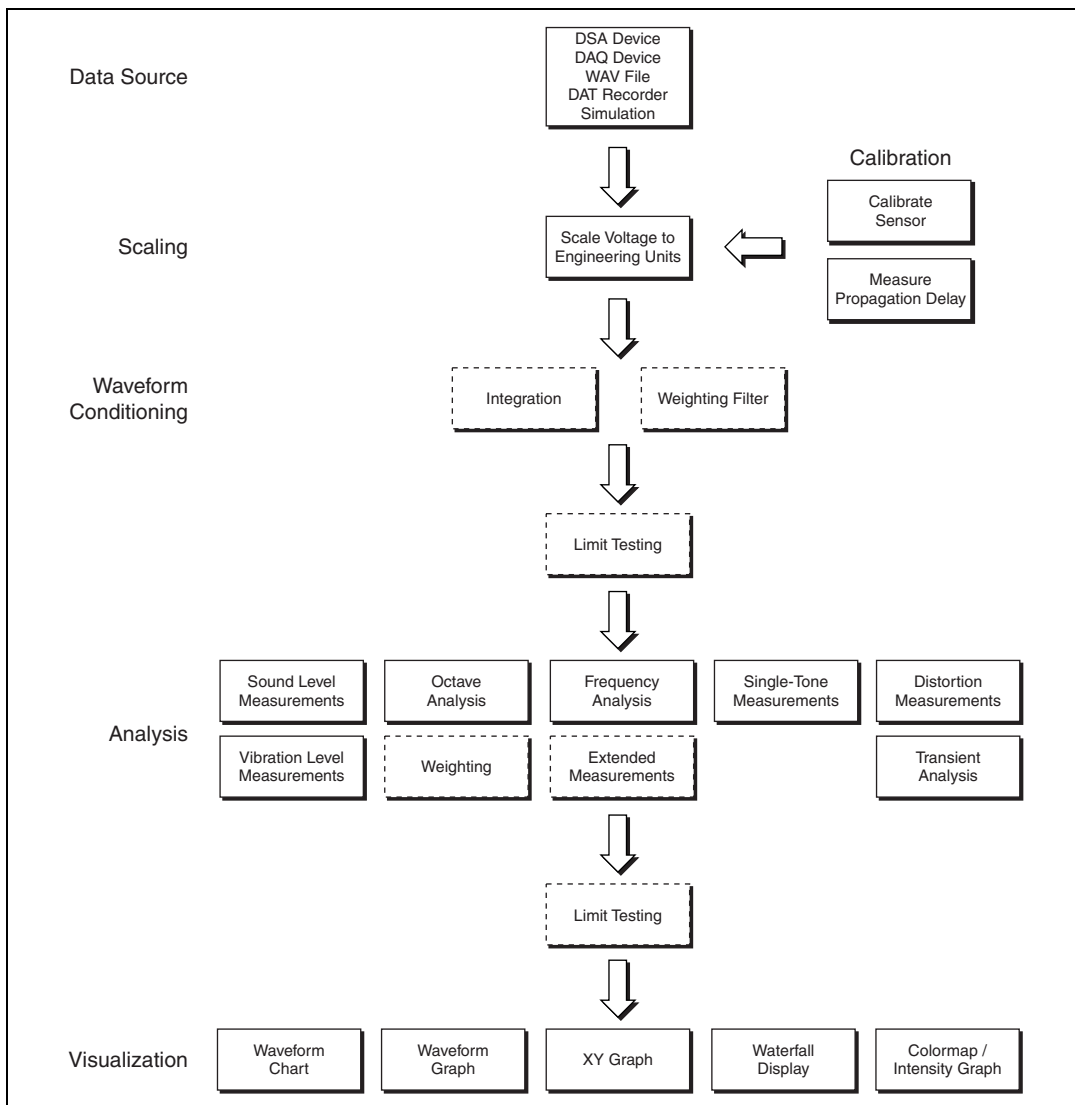 Data Source
DSA Device
DAQ Device
WAV File
DAT Recorder
Simulation
Calibration
Calibrate
Sensor
Measure
Propagation Delay
Scaling
Scale Voltage to
Engineering Units
Waveform
Conditioning
Integration
Weighting Filter
Limit Testing
Analysis
Sound Level
Measurements
Octave
Analysis
Frequency
Analysis
Single-Tone
Measurements
Distortion
Measurements
Vibration Level
Measurements
Weighting
Extended
Measurements
Transient
Analysis
Limit Testing
Visualization
Waveform
Chart
Waveform
Graph
XY Graph
Waterfall
Display
Colormap /
Intensity Graph